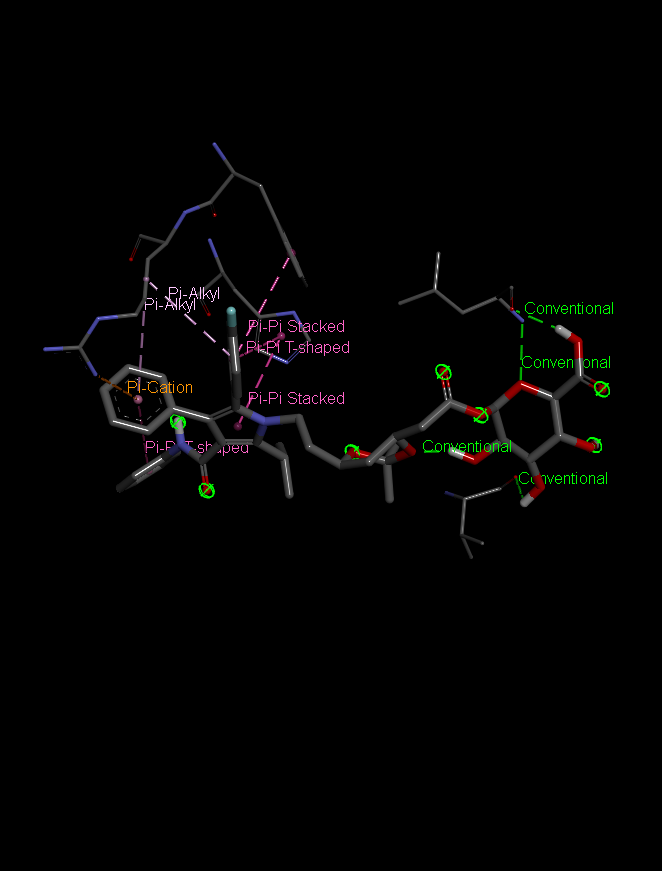 Pi-Alkyl
Pi-Alkyl
Conventional
Pi-Pi Stacked
Pi-Pi T-shaped
Conventional
Pi-Cation
Pi-Pi Stacked
Pi-Pi T-shaped
Conventional
Conventional